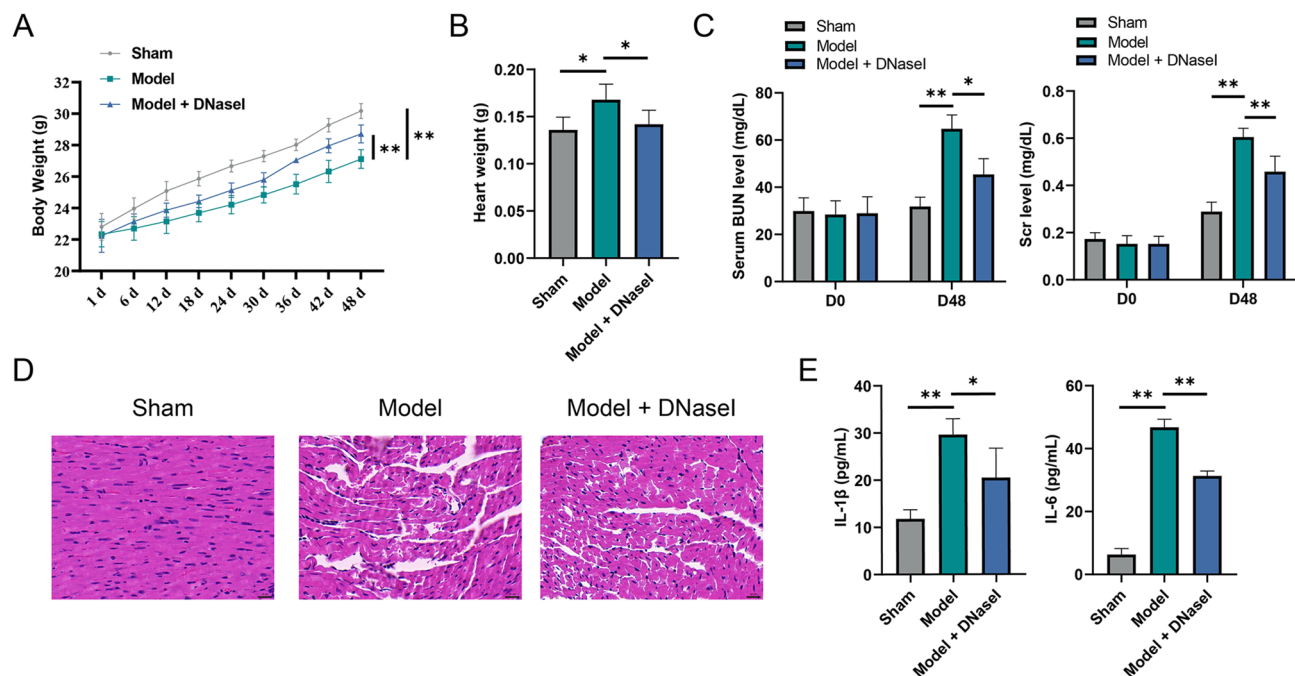 A
Sham
Model
Model + DNaseI
Body Weight (g)
32
30
28
26
24
22
20
1 d
6 d
12 d
18 d
24 d
30 d
36 d
42 d
48 d
**
**
B
Heart weight (g)
0.20
0.15
0.10
0.05
0.00
*
*
Sham
Model
Model + DNaseI
C
Sham
Model
Model + DNaseI
Serum BUN level (mg/dL)
80
60
40
20
0
**
*
D0
D48
Sham
Model
Model + DNaseI
Scr level (mg/dL)
0.8
0.6
0.4
0.2
0.0
**
**
D0
D48
D
Sham
Model
Model + DNaseI
E
IL-1β (pg/mL)
40
30
20
10
0
**
*
Sham
Model
Model + DNaseI
IL-6 (pg/mL)
60
40
20
0
**
**
Sham
Model
Model + DNaseI